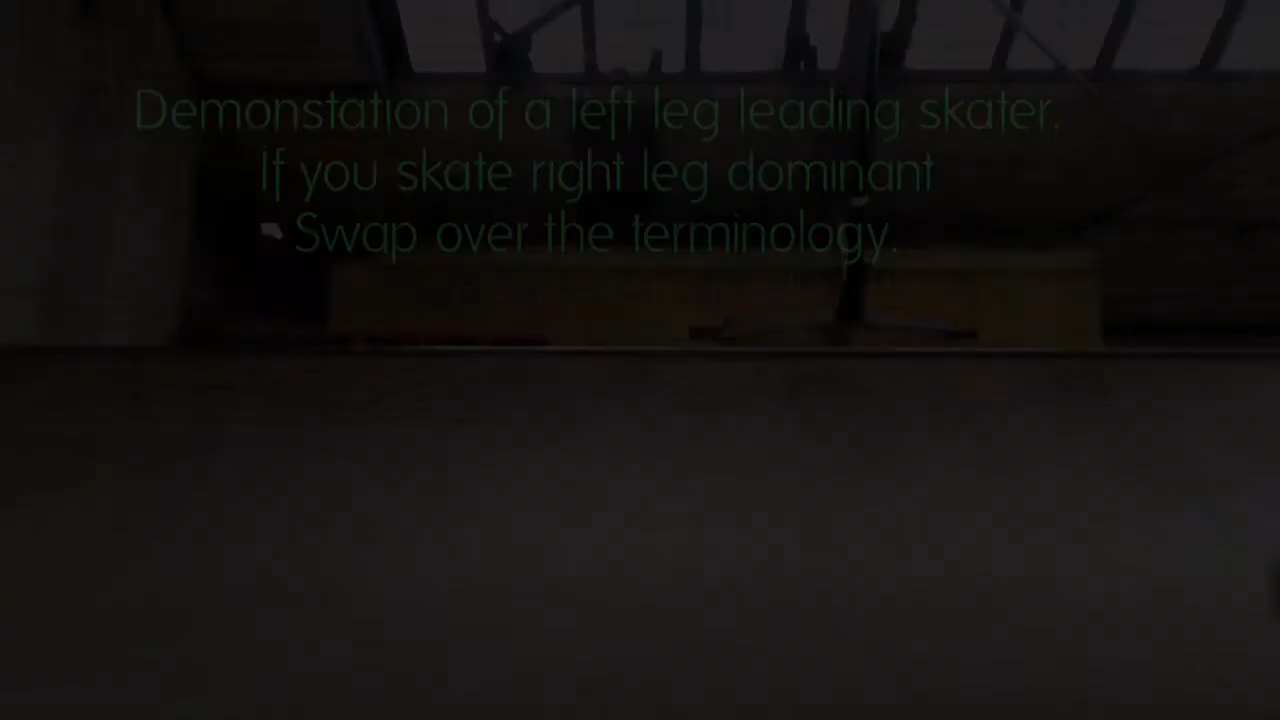 Demonstation of a left leg leading skater.
If you skate right leg dominant
Swap over the terminology.